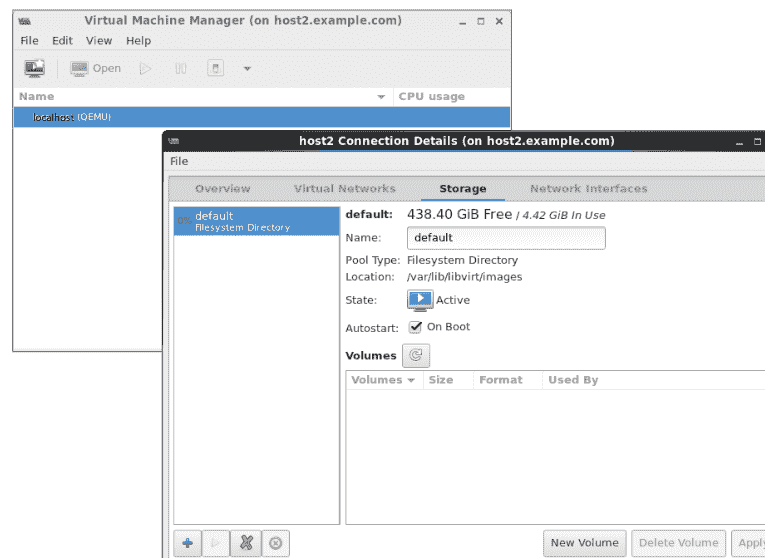 Virtual Machine Manager (on host2.example.com)
File Edit View Help
Open
Name CPU usage
localhost (QEMU)
host2 Connection Details (on host2.example.com)
File
Overview Virtual Networks Storage Network Interfaces
default
Filesystem Directory
default: 438.40 GiB Free / 4.42 GiB In Use
Name: default
Pool Type: Filesystem Directory
Location: /var/lib/libvirt/images
State: Active
Autostart: On Boot
Volumes
Volumes Size Format Used By
New Volume Delete Volume Apply